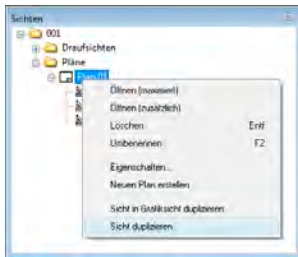 Sichten
001
Draufsichten
Pläne
Plan 01
Öffnen (maximiert)
Öffnen (zusätzlich)
Löschen Entf
Umbenennen F2
Eigenschaften...
Neuen Plan erstellen
Sicht in Grafiksicht duplizieren
Sicht duplizieren